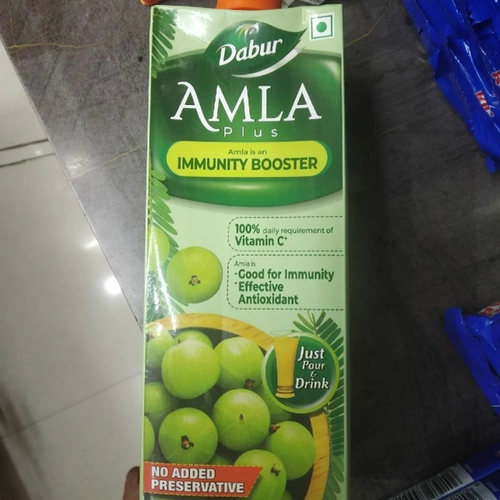 Dabur
AMLA
Plus
Amla is an
IMMUNITY BOOSTER
100% daily requirement of
Vitamin C*
Amla is
•Good for Immunity
•Effective
Antioxidant
Just
Pour
&
Drink
NO ADDED
PRESERVATIVE